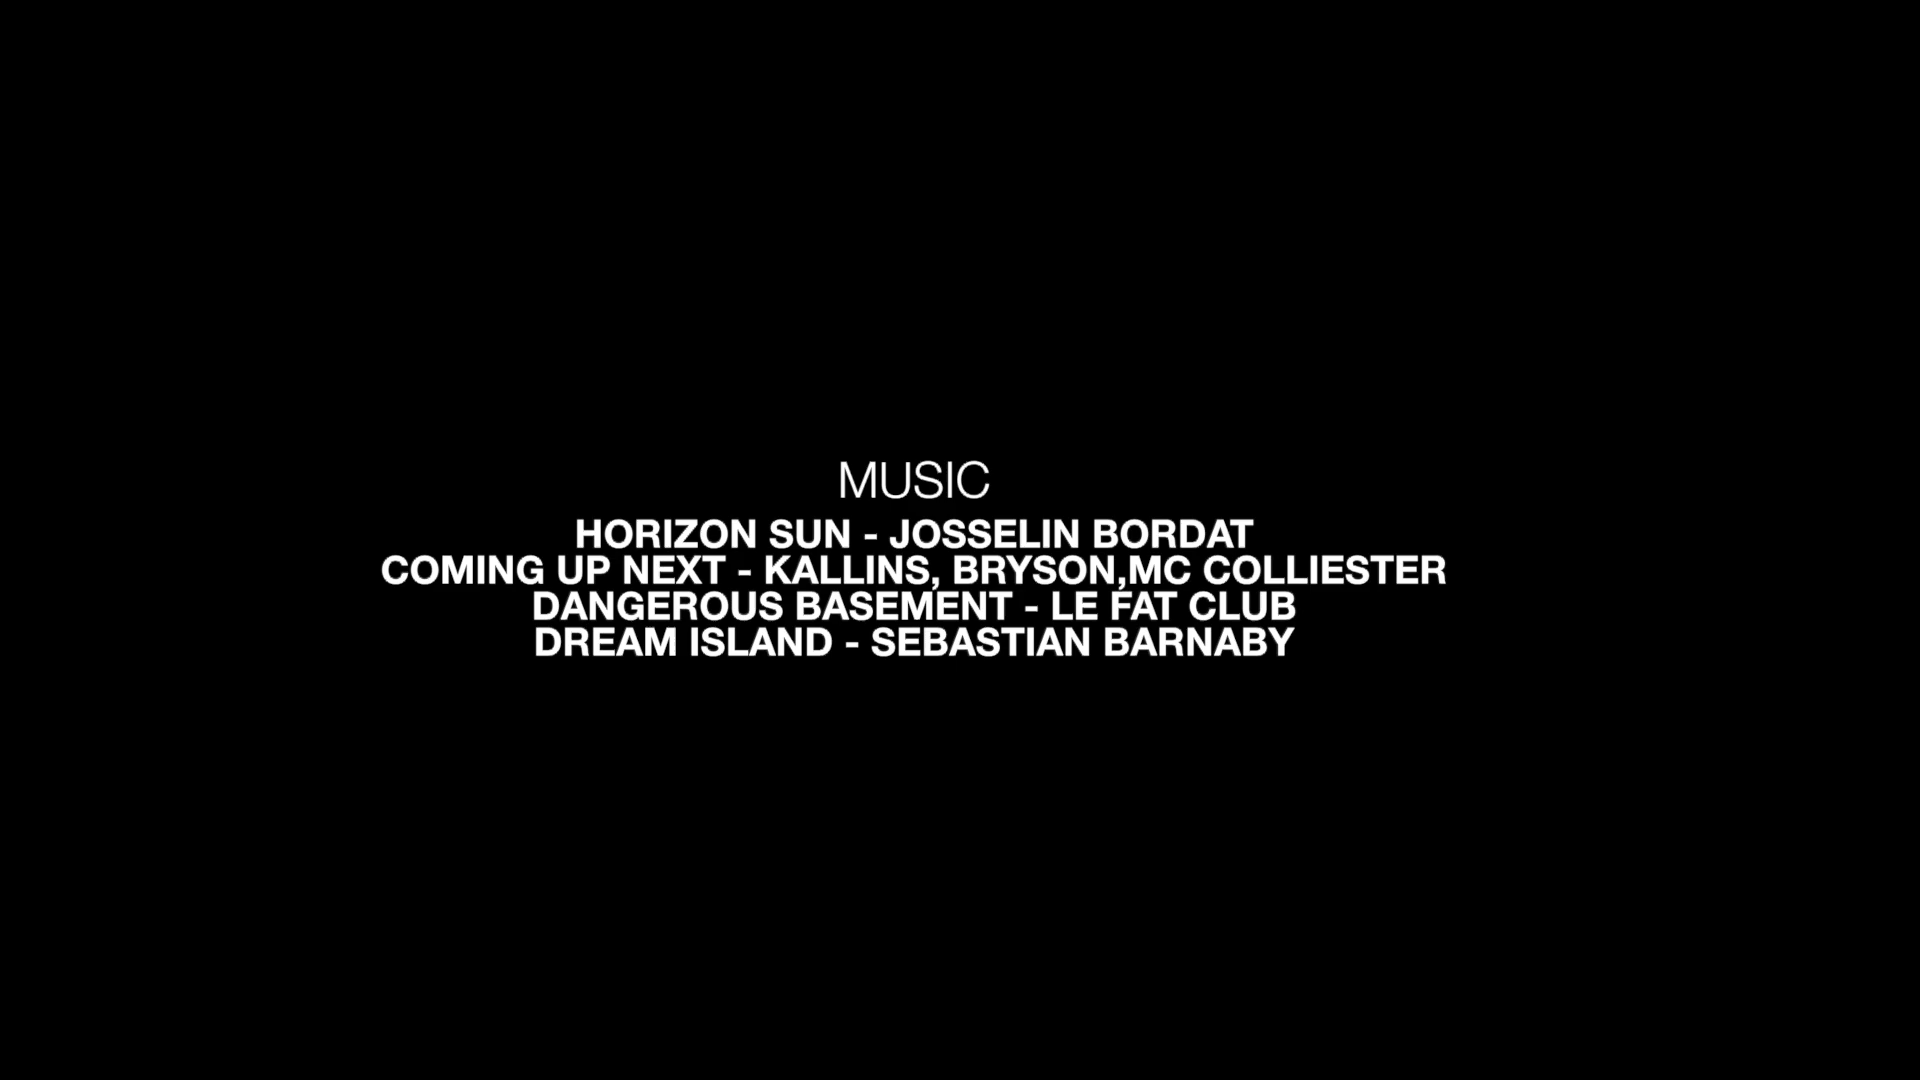 MUSIC
HORIZON SUN - JOSSELIN BORDAT
COMING UP NEXT - KALLINS, BRYSON,MC COLLIESTER
DANGEROUS BASEMENT - LE FAT CLUB
DREAM ISLAND - SEBASTIAN BARNABY